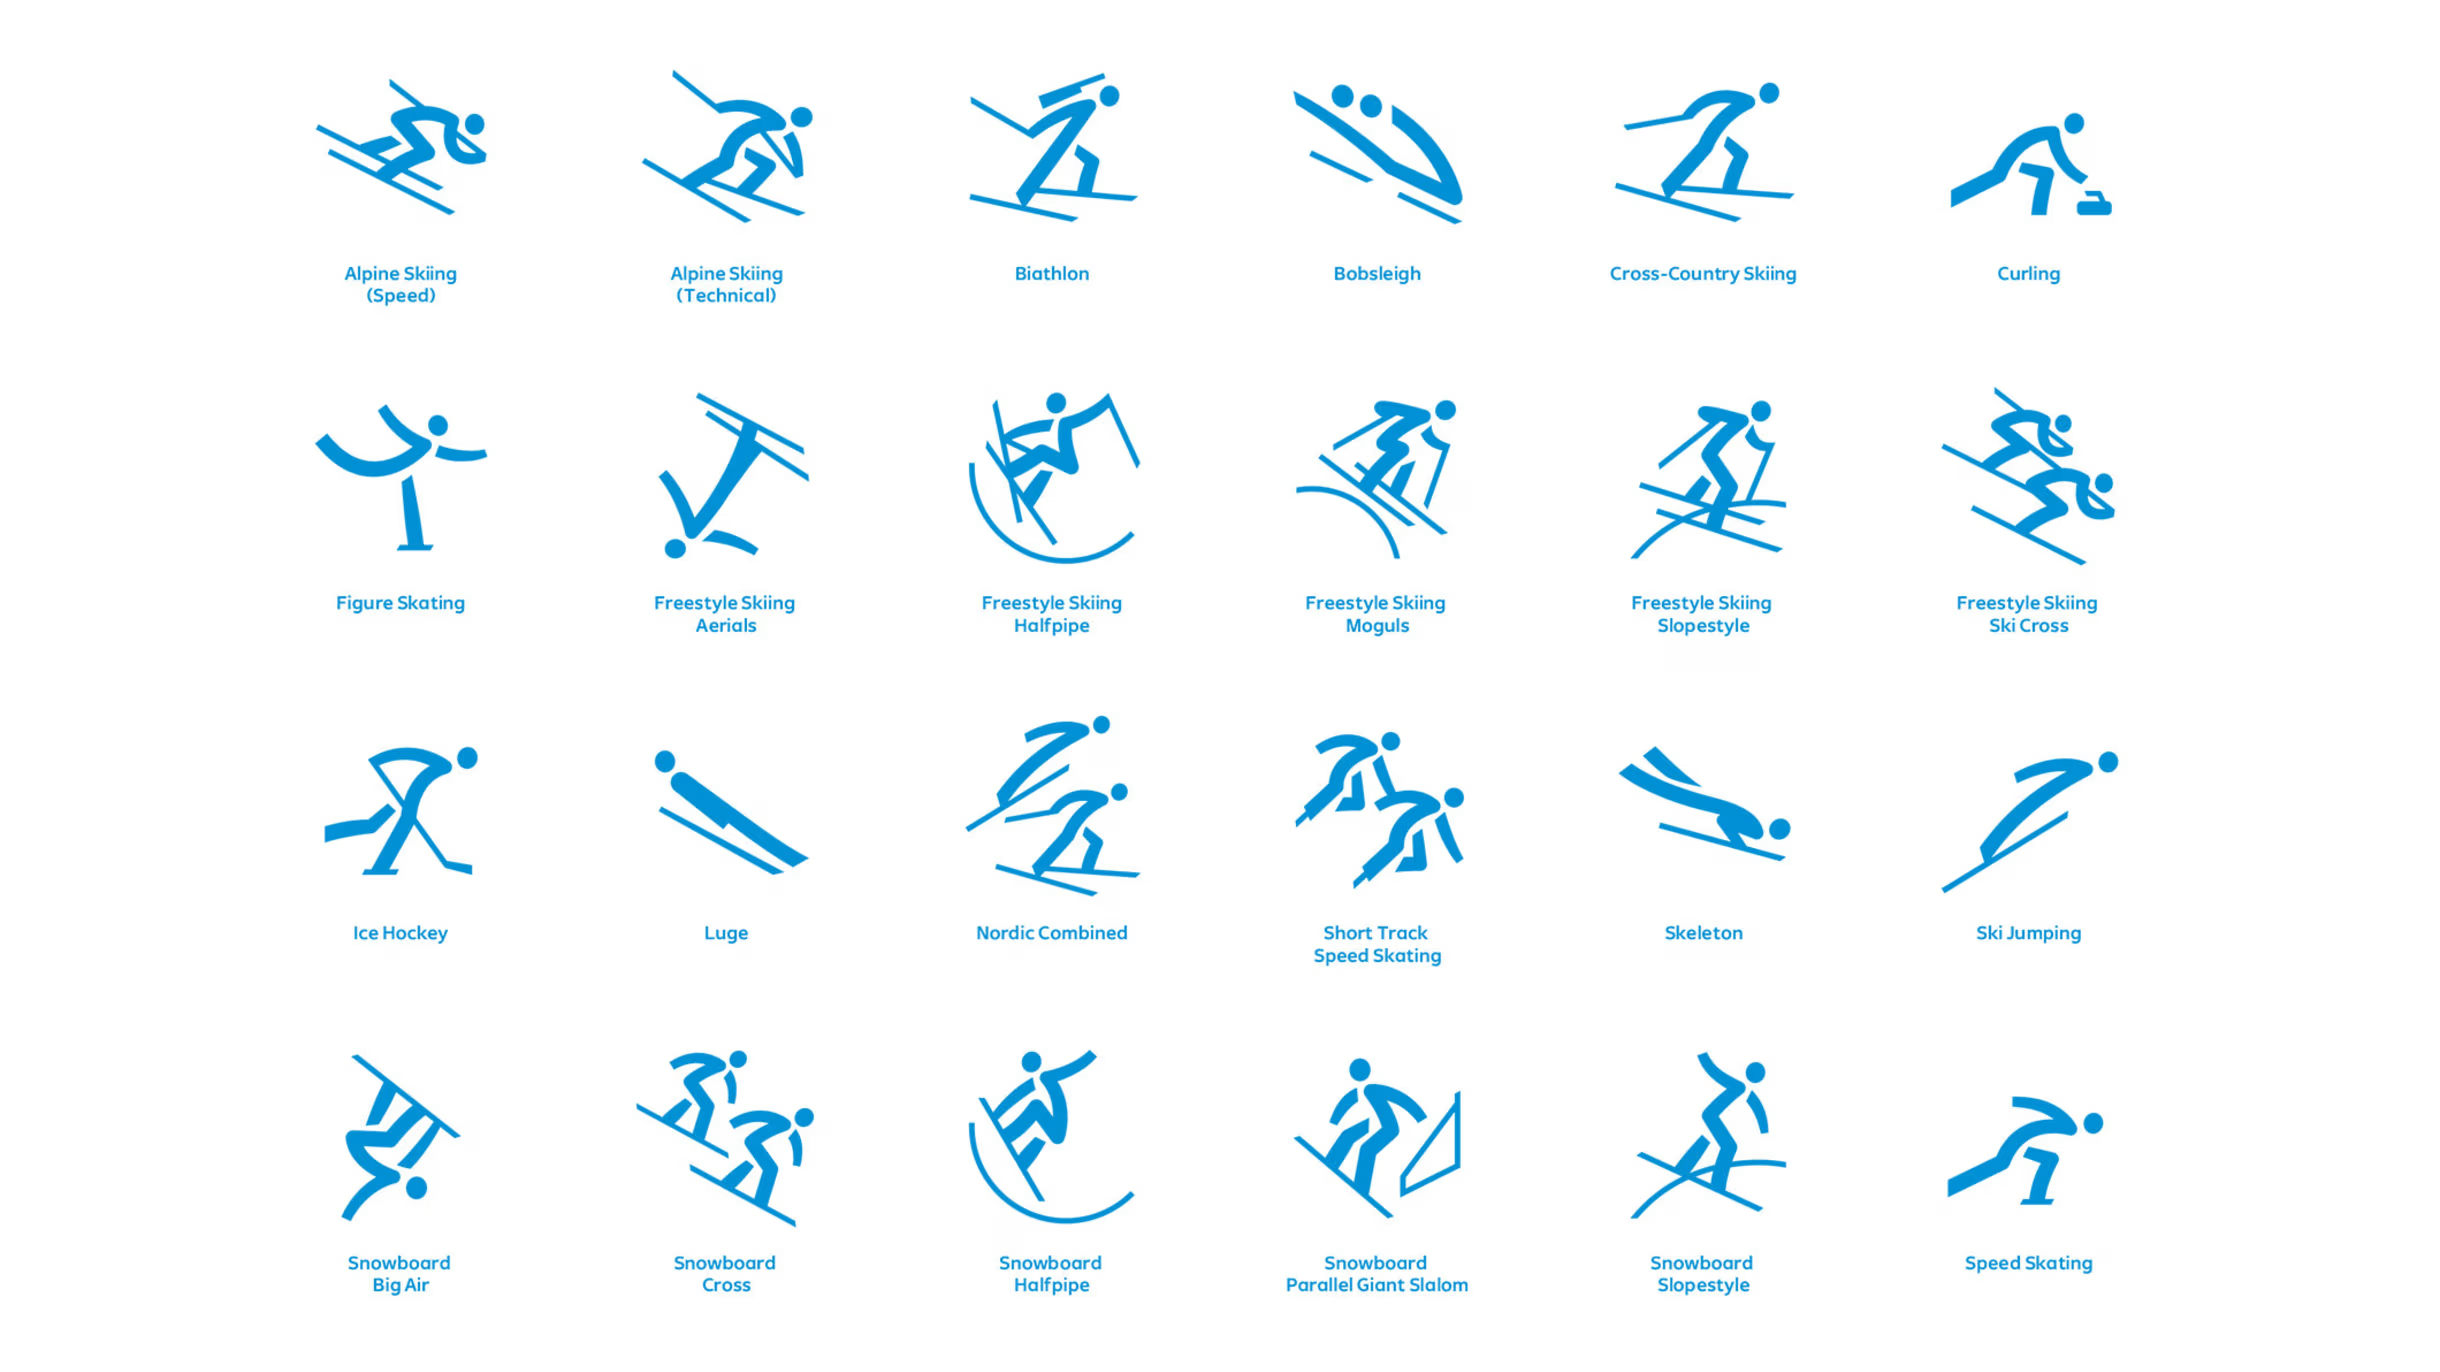 Alpine Skiing
(Speed)
Alpine Skiing
(Technical)
Biathlon
Bobsleigh
Cross-Country Skiing
Curling
Figure Skating
Freestyle Skiing
Aerials
Freestyle Skiing
Halfpipe
Freestyle Skiing
Moguls
Freestyle Skiing
Slopestyle
Freestyle Skiing
Ski Cross
Ice Hockey
Luge
Nordic Combined
Short Track
Speed Skating
Skeleton
Ski Jumping
Snowboard
Big Air
Snowboard
Cross
Snowboard
Halfpipe
Snowboard
Parallel Giant Slalom
Snowboard
Slopestyle
Speed Skating